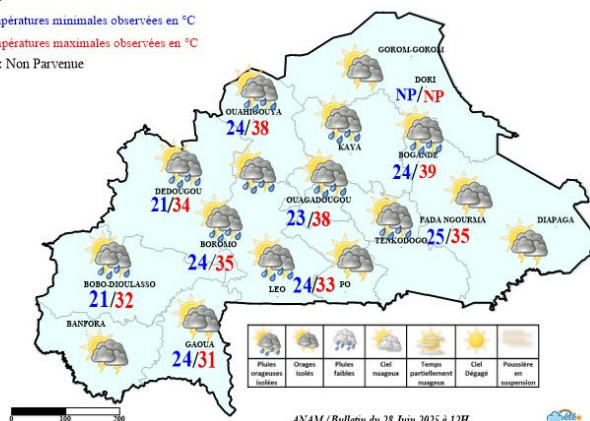 mpératures minimales observées en °C
mpératures maximales observées en °C
: Non Parvenue
GOROM-GOROM
DORI
NP/NP
OUAHIGOUYA
24/38
KAYA
BOGANDE
24/39
DEDOUGOU
21/34
OUAGADOUGOU
23/38
FADA NGOURMA
25/35
DIAPAGA
TENKODOGO
BOROMO
24/35
BOBO-DIOULASSO
21/32
LEO
24/33
PO
BANFORA
GAOUA
24/31
Pluies orageuses isolées
Orages isolés
Pluies faibles
Ciel nuageux
Temps partiellement nuageux
Ciel Dégagé
Poussière en suspension
0 100 200
ANAM / Bulletin du 28 Juin 2025 à 12H